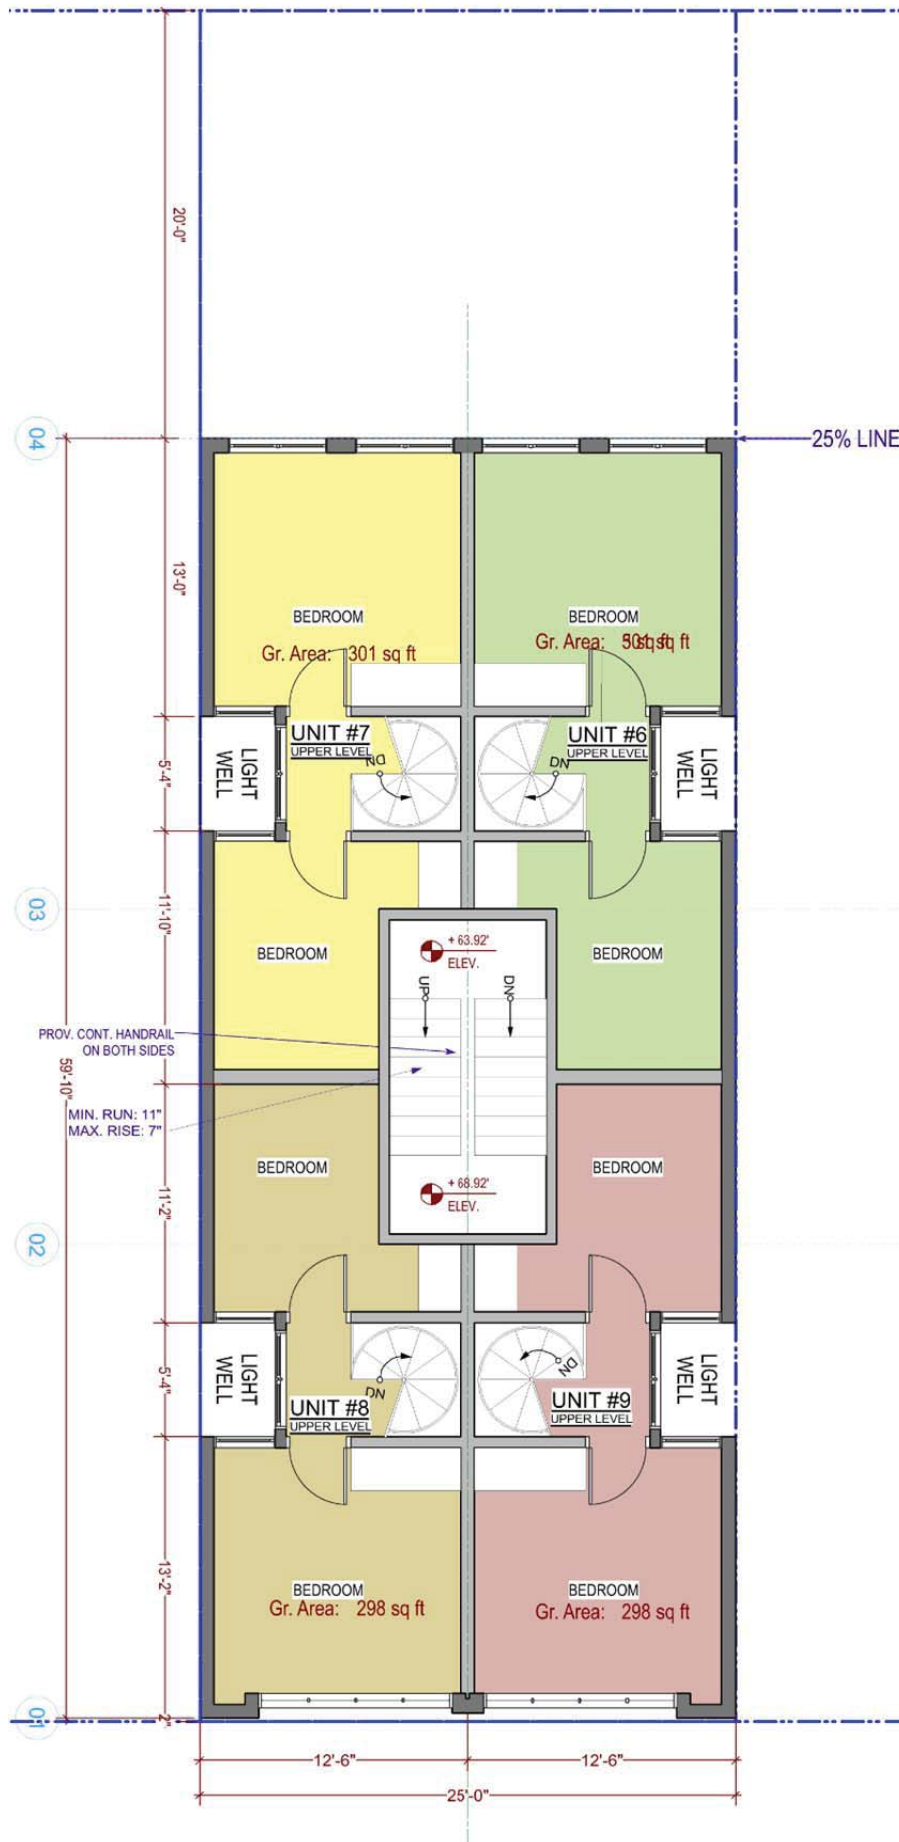 20'-0"
04
25% LINE
13'-0"
BEDROOM
Gr. Area: 301 sq ft
BEDROOM
Gr. Area: sq ft
UNIT #7
UPPER LEVEL
DN
UNIT #6
UPPER LEVEL
DN
LIGHT
WELL
LIGHT
WELL
5'-4"
03
11'-10"
BEDROOM
BEDROOM
+ 63.92'
ELEV.
UP
DN
PROV. CONT. HANDRAIL
ON BOTH SIDES
59'-10"
MIN. RUN: 11"
MAX. RISE: 7"
BEDROOM
BEDROOM
+ 68.92'
ELEV.
11'-2"
02
LIGHT
WELL
LIGHT
WELL
5'-4"
DN
UNIT #8
UPPER LEVEL
DN
UNIT #9
UPPER LEVEL
13'-2"
BEDROOM
Gr. Area: 298 sq ft
BEDROOM
Gr. Area: 298 sq ft
01
2"
12'-6"
12'-6"
25'-0"